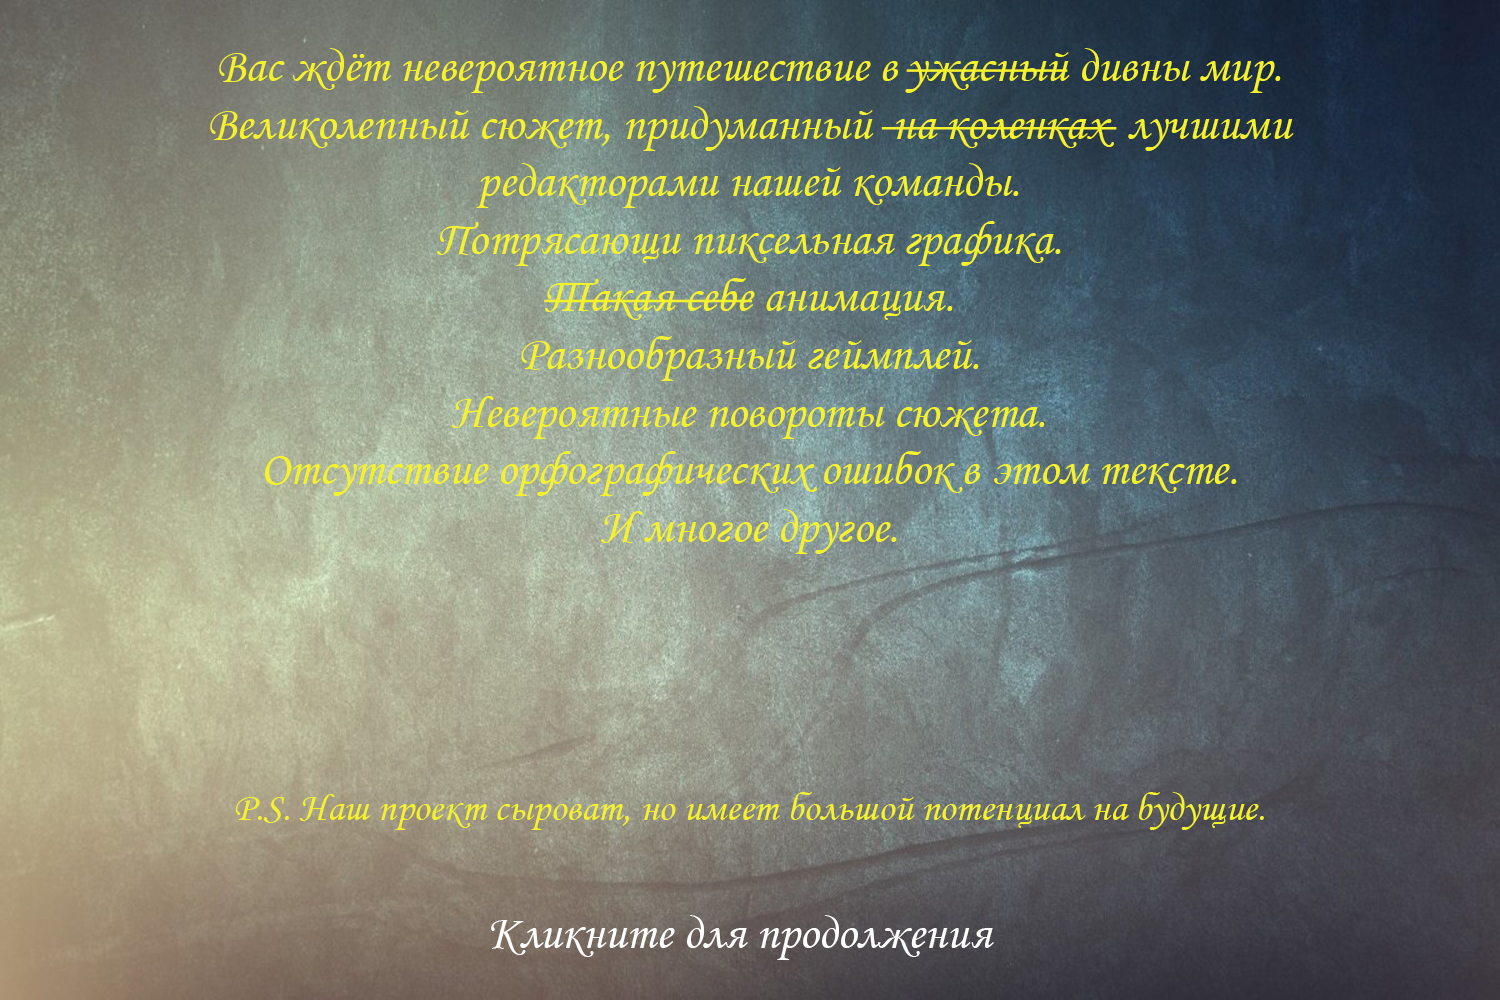 Вас ждёт невероятное путешествие в ужасный дивны мир.
Великолепный сюжет, придуманный на коленках лучшими
редакторами нашей команды.
Потрясающи пиксельная графика.
Такая себе анимация.
Разнообразный геймплей.
Невероятные повороты сюжета.
Отсутствие орфографических ошибок в этом тексте.
И многое другое.
P.S. Наш проект сыроват, но имеет большой потенциал на будущие.
Кликните для продолжения